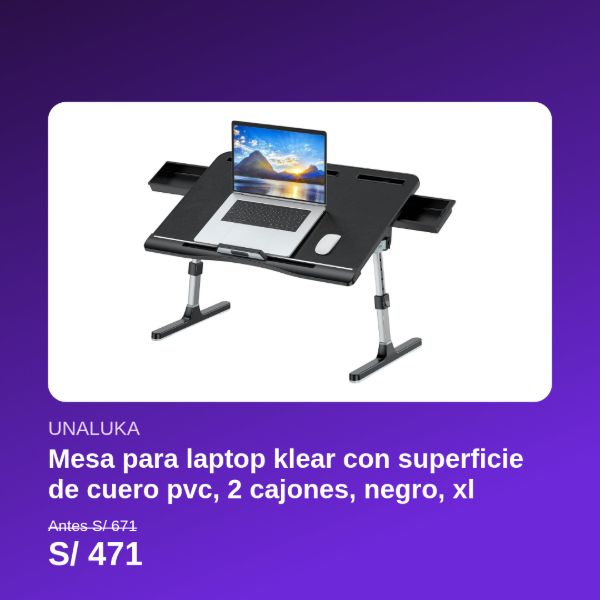 UNALUKA
Mesa para laptop klear con superficie
de cuero pvc, 2 cajones, negro, xl
Antes S/ 671
S/ 471